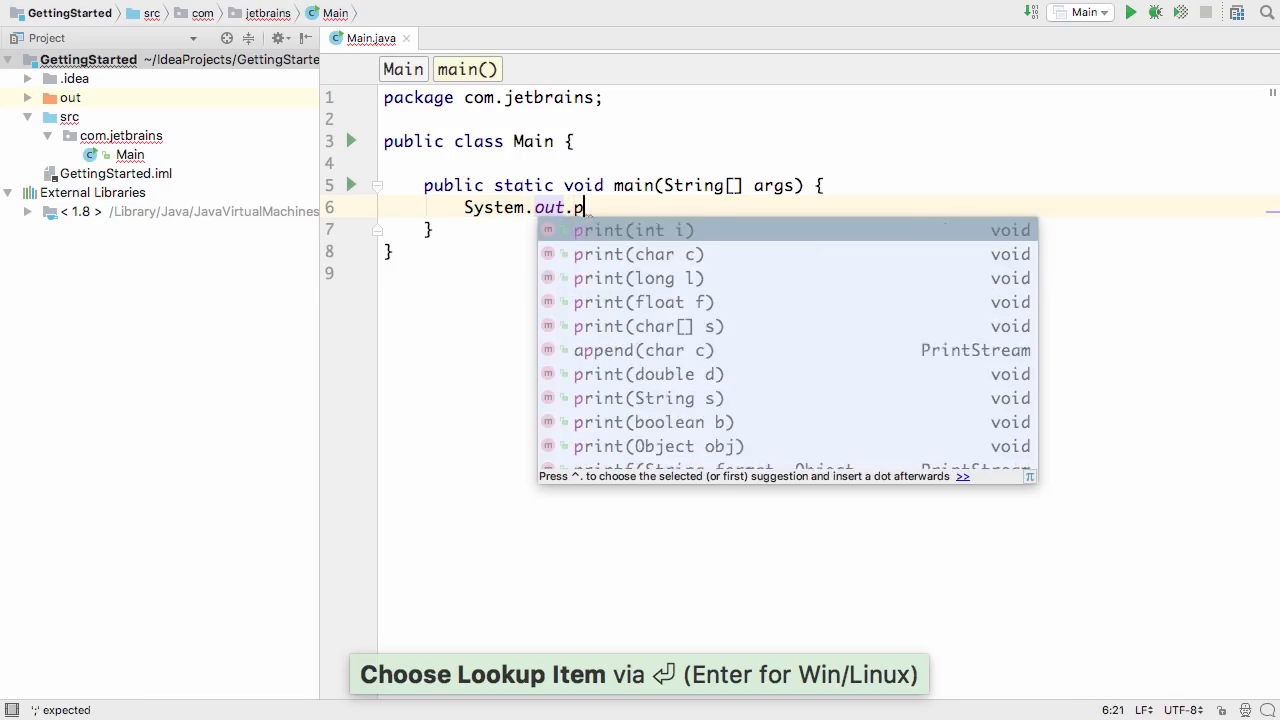 GettingStarted src com jetbrains Main
Main
Project
Main.java
GettingStarted ~/IdeaProjects/GettingStarte
.idea
out
src
com.jetbrains
Main
GettingStarted.iml
External Libraries
< 1.8 > /Library/Java/JavaVirtualMachines
Main main()
1 package com.jetbrains;
2
3 public class Main {
4
5 public static void main(String[] args) {
6 System.out.p
7 }
8 }
9
print(int i) void
print(char c) void
print(long l) void
print(float f) void
print(char[] s) void
append(char c) PrintStream
print(double d) void
print(String s) void
print(boolean b) void
print(Object obj) void
printf(String format, Object PrintStream
Press ^. to choose the selected (or first) suggestion and insert a dot afterwards >> π
Choose Lookup Item via ⏎ (Enter for Win/Linux)
';' expected
6:21 LF÷ UTF-8÷